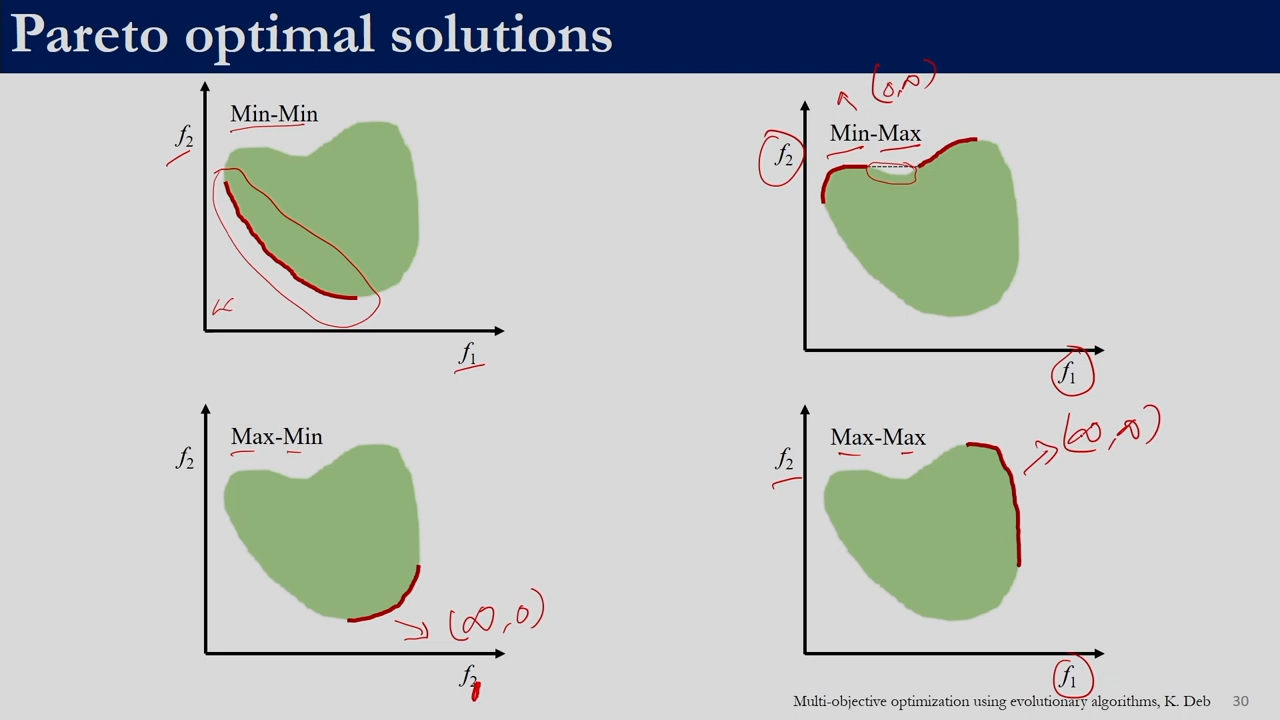 Pareto optimal solutions
Min-Min
f2
f1
(0,∞)
Min-Max
f2
f1
Max-Min
f2
(∞,0)
f2
Max-Max
f2
(∞,∞)
f1
Multi-objective optimization using evolutionary algorithms, K. Deb 30